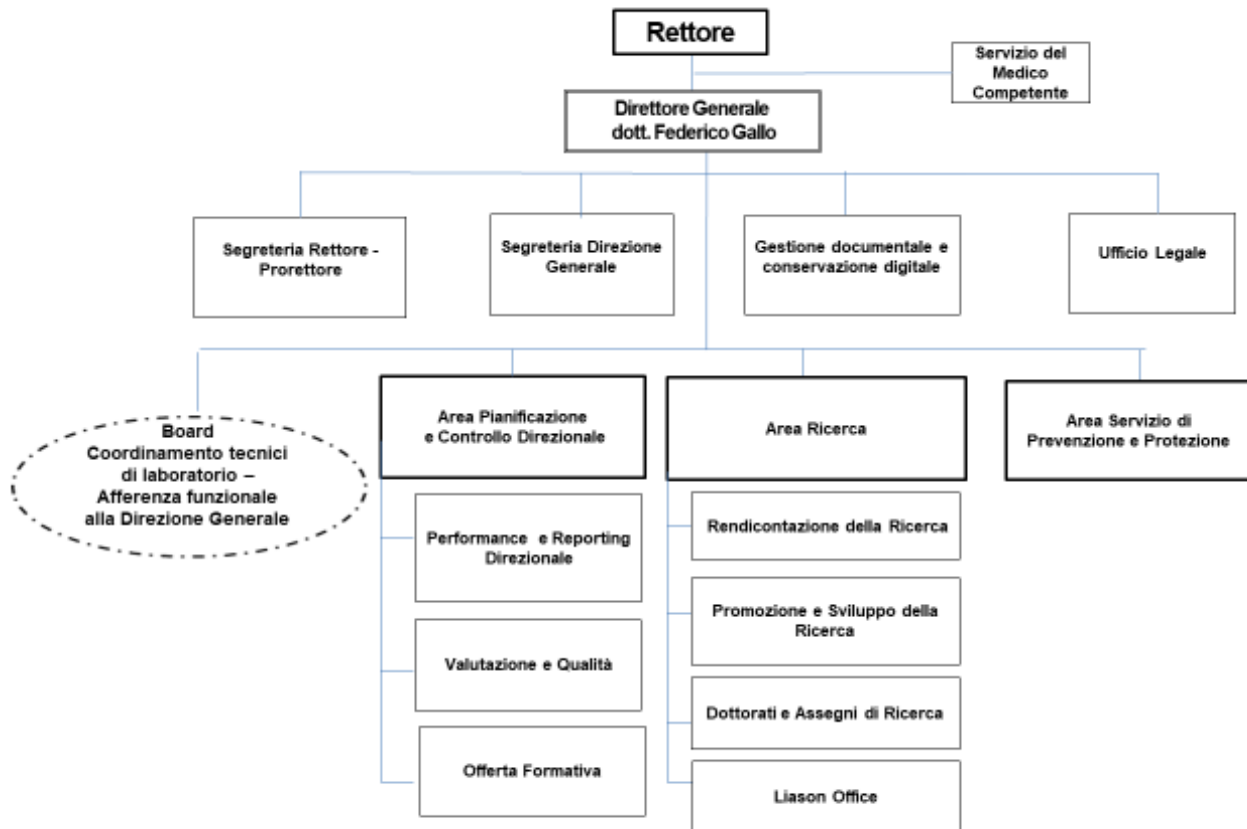 Rettore
Servizio del
Medico
Competente
Direttore Generale
dott. Federico Gallo
Segreteria Rettore -
Prorettore
Segreteria Direzione
Generale
Gestione documentale e
conservazione digitale
Ufficio Legale
Board
Coordinamento tecnici
di laboratorio –
Afferenza funzionale
alla Direzione Generale
Area Pianificazione
e Controllo Direzionale
Area Ricerca
Area Servizio di
Prevenzione e Protezione
Performance e Reporting
Direzionale
Valutazione e Qualità
Offerta Formativa
Rendicontazione della Ricerca
Promozione e Sviluppo della
Ricerca
Dottorati e Assegni di Ricerca
Liason Office